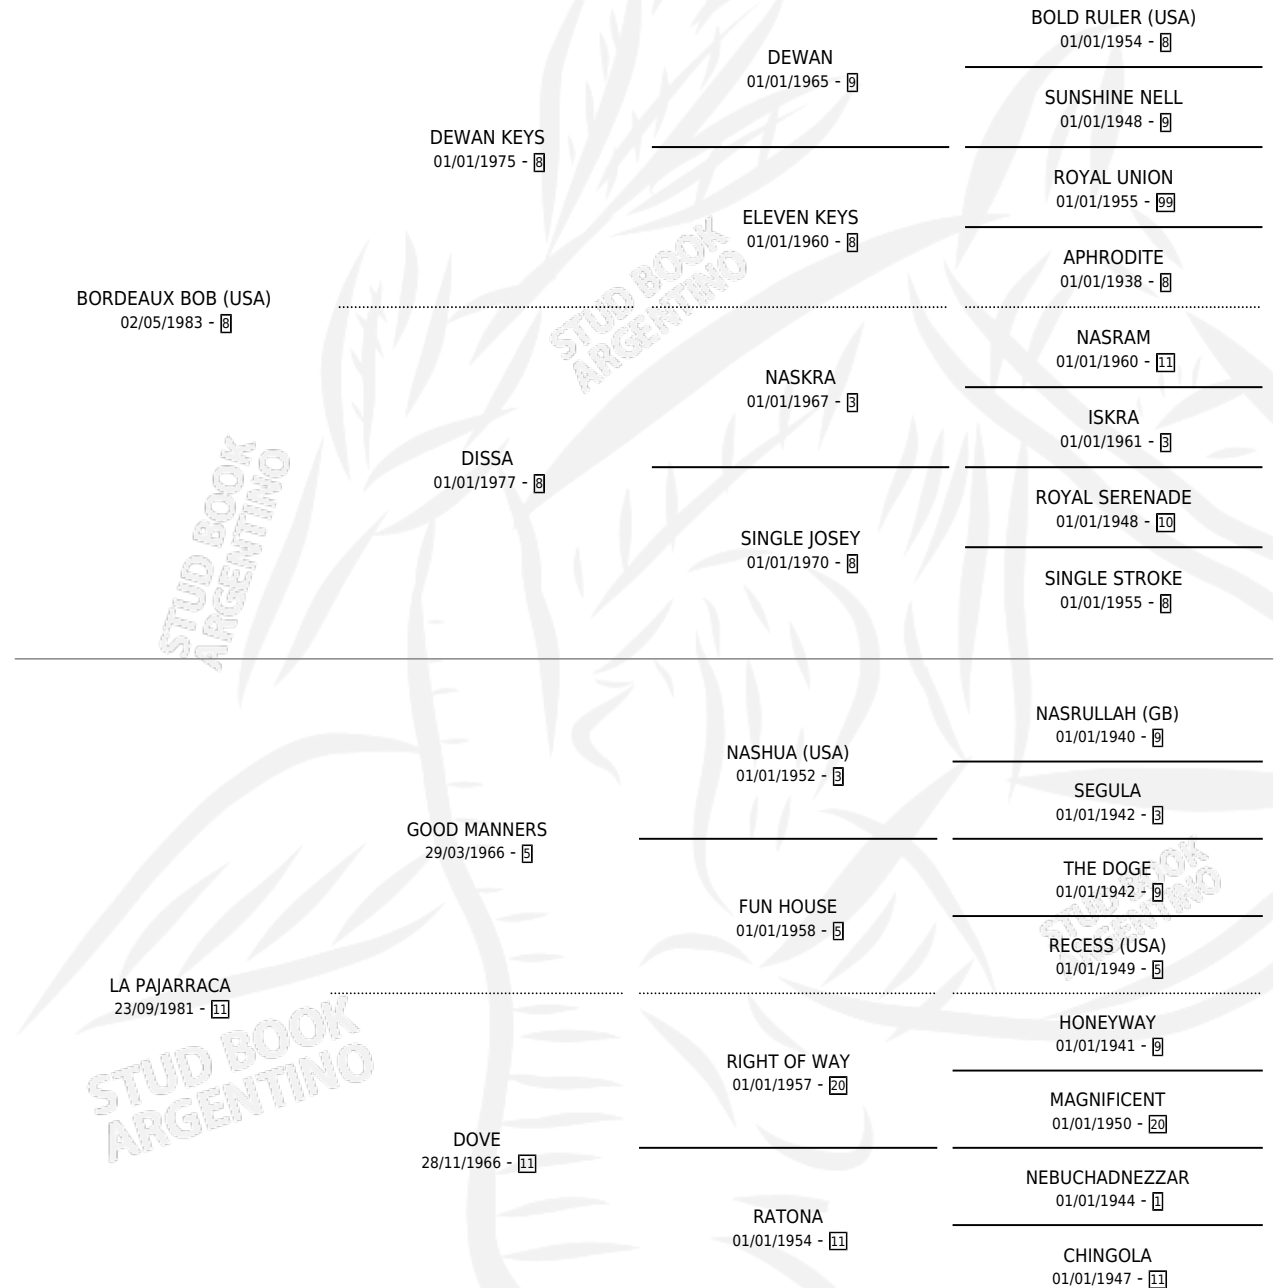 BOLD RULER (USA)
01/01/1954 - 8
DEWAN
01/01/1965 - 9
SUNSHINE NELL
01/01/1948 - 9
DEWAN KEYS
01/01/1975 - 8
ROYAL UNION
01/01/1955 - 99
ELEVEN KEYS
01/01/1960 - 8
APHRODITE
01/01/1938 - 8
BORDEAUX BOB (USA)
02/05/1983 - 8
STUD BOOK
ARGENTINO
NASRAM
01/01/1960 - 11
NASKRA
01/01/1967 - 3
ISKRA
01/01/1961 - 3
DISSA
01/01/1977 - 8
ROYAL SERENADE
01/01/1948 - 10
SINGLE JOSEY
01/01/1970 - 8
SINGLE STROKE
01/01/1955 - 8
STUD BOOK
ARGENTINO
NASRULLAH (GB)
01/01/1940 - 9
NASHUA (USA)
01/01/1952 - 3
SEGULA
01/01/1942 - 3
GOOD MANNERS
29/03/1966 - 5
THE DOGE
01/01/1942 - 9
FUN HOUSE
01/01/1958 - 5
STUD BOOK
ARGENTINO
RECESS (USA)
01/01/1949 - 5
LA PAJARRACA
23/09/1981 - 11
HONEYWAY
01/01/1941 - 9
RIGHT OF WAY
01/01/1957 - 20
STUD BOOK
ARGENTINO
MAGNIFICENT
01/01/1950 - 20
DOVE
28/11/1966 - 11
NEBUCHADNEZZAR
01/01/1944 - 1
RATONA
01/01/1954 - 11
CHINGOLA
01/01/1947 - 11